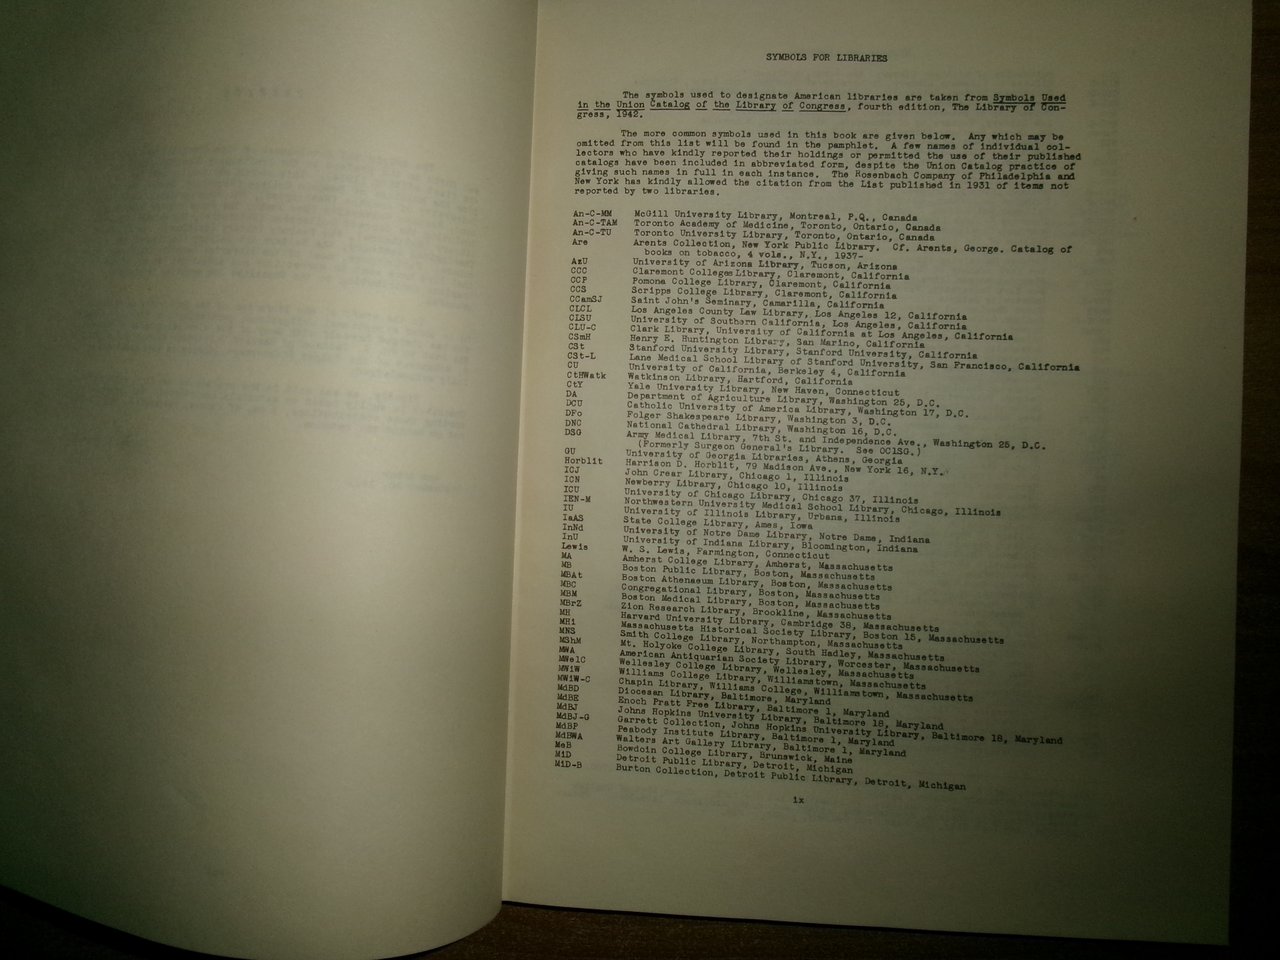 SYMBOLS FOR LIBRARIES
The symbols used to designate American libraries are taken from Symbols Used
in the Union Catalog of the Library of Congress, fourth edition, The Library of Con-
gress, 1942.
The more common symbols used in this book are given below. Any which may be
omitted from this list will be found in the pamphlet. A few names of individual col-
lectors who have kindly reported their holdings or permitted the use of their published
catalogs have been included in abbreviated form, despite the Union Catalog practice of
giving such names in full in each instance. The Rosenbach Company of Philadelphia and
New York has kindly allowed the citation from the List published in 1931 of items not
reported by two libraries.
An-C-MM McGill University Library, Montreal, P.Q., Canada
An-C-TAM Toronto Academy of Medicine, Toronto, Ontario, Canada
An-C-TU Toronto University Library, Toronto, Ontario, Canada
Are Arents Collection, New York Public Library. Cf. Arents, George. Catalog of
books on tobacco, 4 vols., N.Y., 1937-
AzU University of Arizona Library, Tucson, Arizona
CCC Claremont Colleges Library, Claremont, California
CCP Pomona College Library, Claremont, California
CCS Scripps College Library, Claremont, California
CCamSJ Saint John's Seminary, Camarilla, California
CLCL Los Angeles County Law Library, Los Angeles 12, California
CLSU University of Southern California, Los Angeles, California
CLU-C Clark Library, University of California at Los Angeles, California
CSmH Henry E. Huntington Library, San Marino, California
CSt Stanford University Library, Stanford University, California
CSt-L Lane Medical School Library of Stanford University, San Francisco, California
CU University of California, Berkeley 4, California
CtHWatk Watkinson Library, Hartford, California
CtY Yale University Library, New Haven, Connecticut
DA Department of Agriculture Library, Washington 25, D.C.
DCU Catholic University of America Library, Washington 17, D.C.
DFo Folger Shakespeare Library, Washington 3, D.C.
DNC National Cathedral Library, Washington 16, D.C.
DSG Army Medical Library, 7th St. and Independence Ave., Washington 25, D.C.
(Formerly Surgeon General's Library. See OClSG.)
GU University of Georgia Libraries, Athens, Georgia
Horblit Harrison D. Horblit, 79 Madison Ave., New York 16, N.Y.
ICJ John Crear Library, Chicago 1, Illinois
ICN Newberry Library, Chicago 10, Illinois
ICU University of Chicago Library, Chicago 37, Illinois
IEN-M Northwestern University Medical School Library, Chicago, Illinois
IU University of Illinois Library, Urbana, Illinois
IaAS State College Library, Ames, Iowa
InNd University of Notre Dame Library, Notre Dame, Indiana
InU University of Indiana Library, Bloomington, Indiana
Lewis W. S. Lewis, Farmington, Connecticut
MA Amherst College Library, Amherst, Massachusetts
MB Boston Public Library, Boston, Massachusetts
MBAt Boston Athenaeum Library, Boston, Massachusetts
MBC Congregational Library, Boston, Massachusetts
MBM Boston Medical Library, Boston, Massachusetts
MBrZ Zion Research Library, Brookline, Massachusetts
MH Harvard University Library, Cambridge 38, Massachusetts
MHi Massachusetts Historical Society Library, Boston 15, Massachusetts
MNS Smith College Library, Northampton, Massachusetts
MShM Mt. Holyoke College Library, South Hadley, Massachusetts
MWA American Antiquarian Society Library, Worcester, Massachusetts
MWelC Wellesley College Library, Wellesley, Massachusetts
MWiW Williams College Library, Williamstown, Massachusetts
MWiW-C Chapin Library, Williams College, Williamstown, Massachusetts
MdBD Diocesan Library, Baltimore, Maryland
MdBE Enoch Pratt Free Library, Baltimore 1, Maryland
MdBJ Johns Hopkins University Library, Baltimore 18, Maryland
MdBJ-G Garrett Collection, Johns Hopkins University Library, Baltimore 18, Maryland
MdBP Peabody Institute Library, Baltimore 1, Maryland
MdBWA Walters Art Gallery Library, Baltimore 1, Maryland
MeB Bowdoin College Library, Brunswick, Maine
MiD Detroit Public Library, Detroit, Michigan
MiD-B Burton Collection, Detroit Public Library, Detroit, Michigan
ix